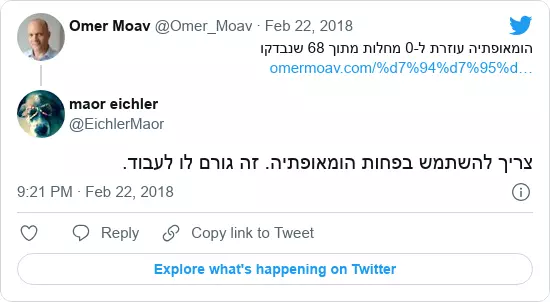 Omer Moav @Omer_Moav · Feb 22, 2018
הומאופתיה עוזרת ל-0 מחלות מתוך 68 שנבדקו
omermoav.com/%d7%94%d7%95%d…
maor eichler
@EichlerMaor
צריך להשתמש בפחות הומאופתיה. זה גורם לו לעבוד.
9:21 PM · Feb 22, 2018
Reply Copy link to Tweet
Explore what's happening on Twitter